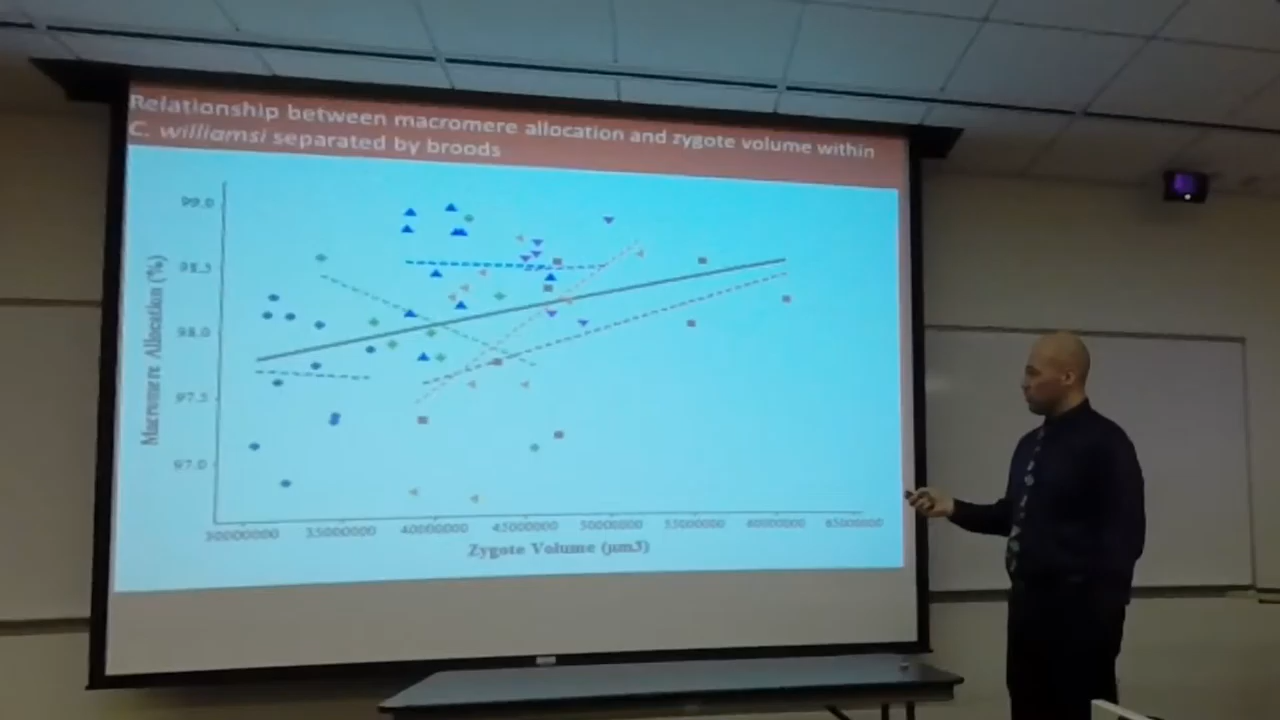 Relationship between macromere allocation and zygote volume within
C. williamsi separated by broods
99.0
98.5
98.0
97.5
97.0
Macromere Allocation (%)
30000000 35000000 40000000 45000000 50000000 55000000 60000000 65000000
Zygote Volume (µm3)